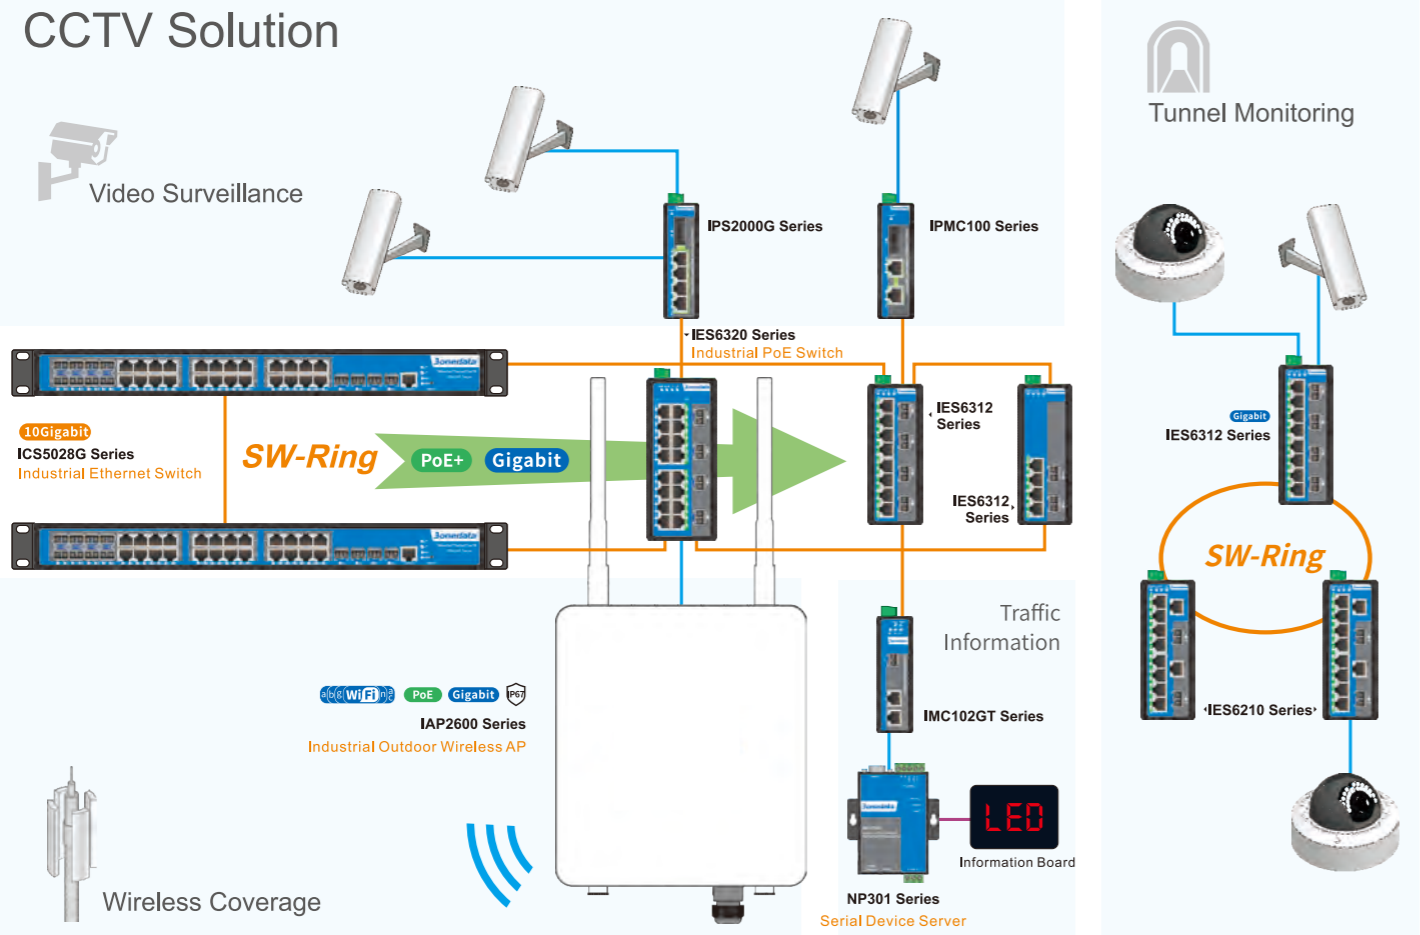 CCTV Solution
Video Surveillance
IPS2000G Series
IPMC100 Series
Tunnel Monitoring
IES6320 Series
Industrial PoE Switch
3onedata
10Gigabit
ICS5028G Series
Industrial Ethernet Switch
SW-Ring
PoE+
Gigabit
IES6312
Series
IES6312
Series
Gigabit
IES6312 Series
3onedata
SW-Ring
IES6210 Series
Traffic
Information
IMC102GT Series
a b g WiFi n a c
PoE
Gigabit
IP67
IAP2600 Series
Industrial Outdoor Wireless AP
3onedata
LED
Information Board
NP301 Series
Serial Device Server
Wireless Coverage